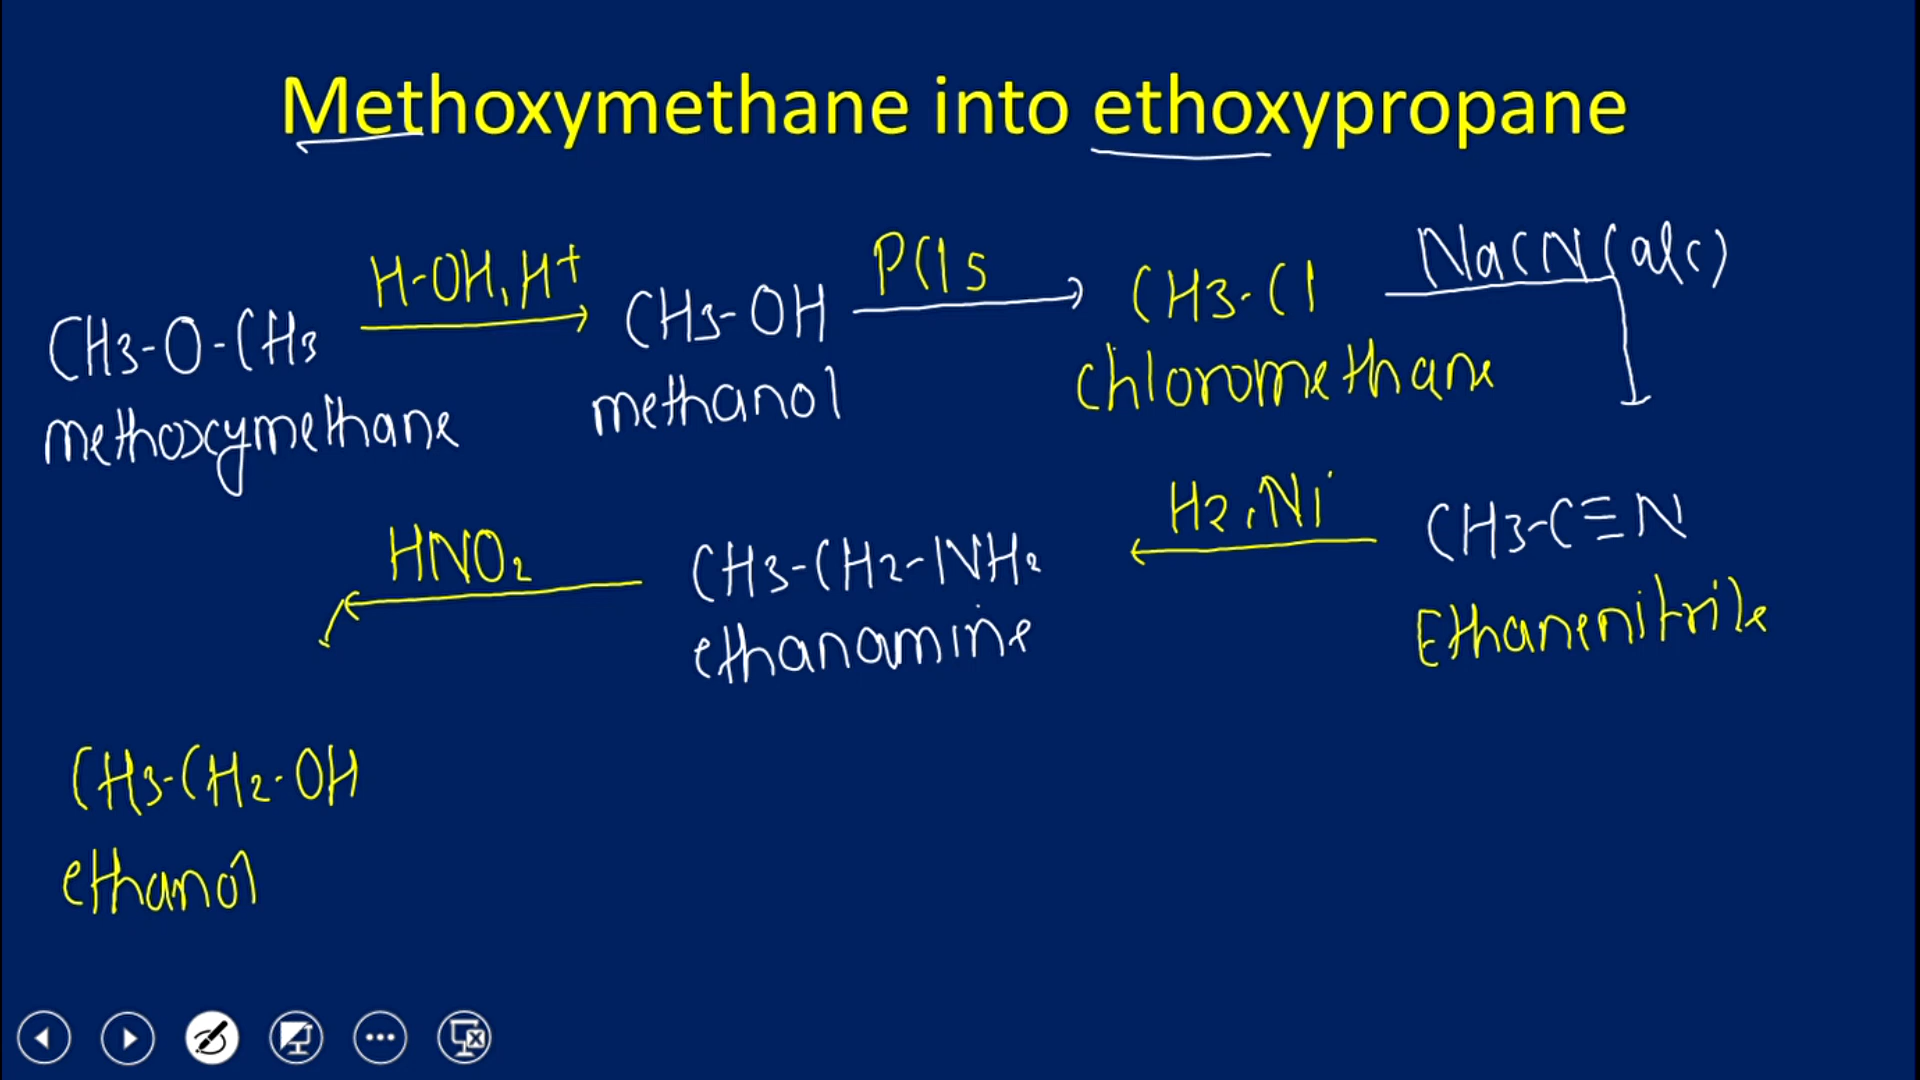 Methoxymethane into ethoxypropane
CH3-O-CH3 H-OH, H+ CH3-OH PCl5 CH3-Cl NaCN(alc)
methoxymethane methanol chloromethane
HNO2 CH3-CH2-NH2 H2, Ni CH3-C≡N
ethanamine Ethanenitrile
CH3-CH2-OH
ethanol